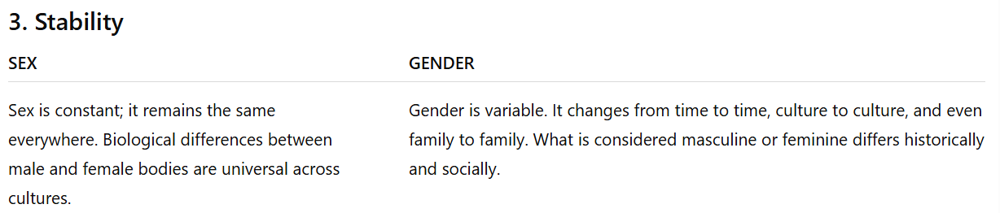 3. Stability
SEX
GENDER
Sex is constant; it remains the same
everywhere. Biological differences between
male and female bodies are universal across
cultures.
Gender is variable. It changes from time to time, culture to culture, and even
family to family. What is considered masculine or feminine differs historically
and socially.